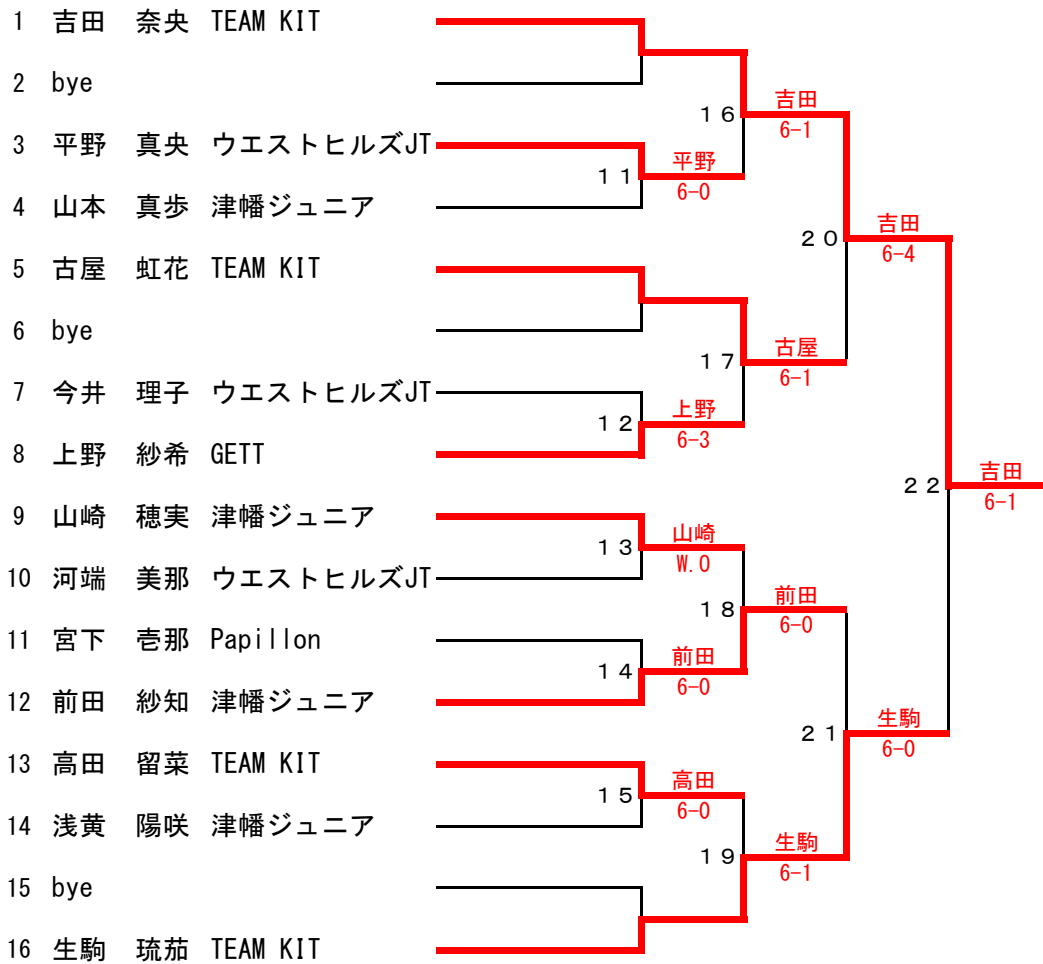 1 吉田 奈央 TEAM KIT
2 bye
吉田
16
6-1
3 平野 真央 ウエストヒルズJT
平野
11
6-0
4 山本 真歩 津幡ジュニア
吉田
20
6-4
5 古屋 虹花 TEAM KIT
6 bye
古屋
17
6-1
7 今井 理子 ウエストヒルズJT
上野
12
6-3
8 上野 紗希 GETT
吉田
22
6-1
9 山崎 穂実 津幡ジュニア
山崎
13
W.O
10 河端 美那 ウエストヒルズJT
前田
18
6-0
11 宮下 壱那 Papillon
前田
14
6-0
12 前田 紗知 津幡ジュニア
生駒
21
6-0
13 高田 留菜 TEAM KIT
高田
15
6-0
14 浅黄 陽咲 津幡ジュニア
生駒
19
6-1
15 bye
16 生駒 琉茄 TEAM KIT